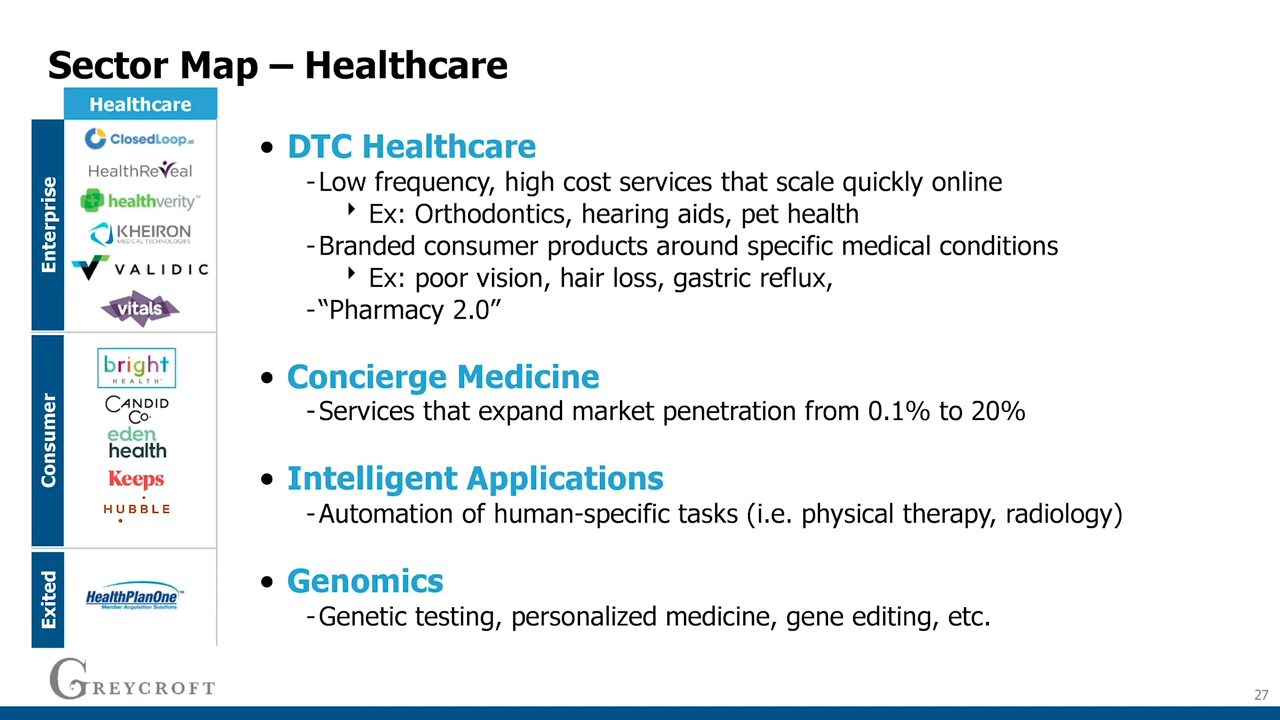 Sector Map – Healthcare
Healthcare
Enterprise
ClosedLoop.ai
HealthReVeal
healthverity™
KHEIRON
MEDICAL TECHNOLOGIES
VALIDIC
vitals
Consumer
bright
HEALTH
CANDID
CO.
eden
health
Keeps
HUBBLE
Exited
HealthPlanOne™
Member Acquisition Solutions
• DTC Healthcare
-Low frequency, high cost services that scale quickly online
‣ Ex: Orthodontics, hearing aids, pet health
-Branded consumer products around specific medical conditions
‣ Ex: poor vision, hair loss, gastric reflux,
-“Pharmacy 2.0”
• Concierge Medicine
-Services that expand market penetration from 0.1% to 20%
• Intelligent Applications
-Automation of human-specific tasks (i.e. physical therapy, radiology)
• Genomics
-Genetic testing, personalized medicine, gene editing, etc.
GREYCROFT
27